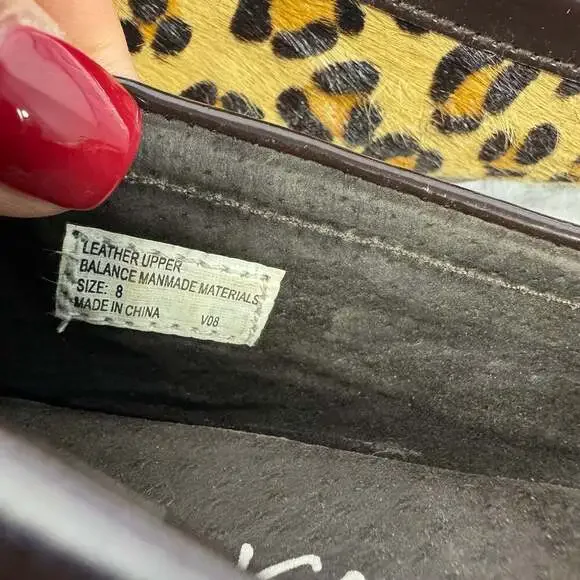 LEATHER UPPER
BALANCE MANMADE MATERIALS
SIZE: 8
MADE IN CHINA V08